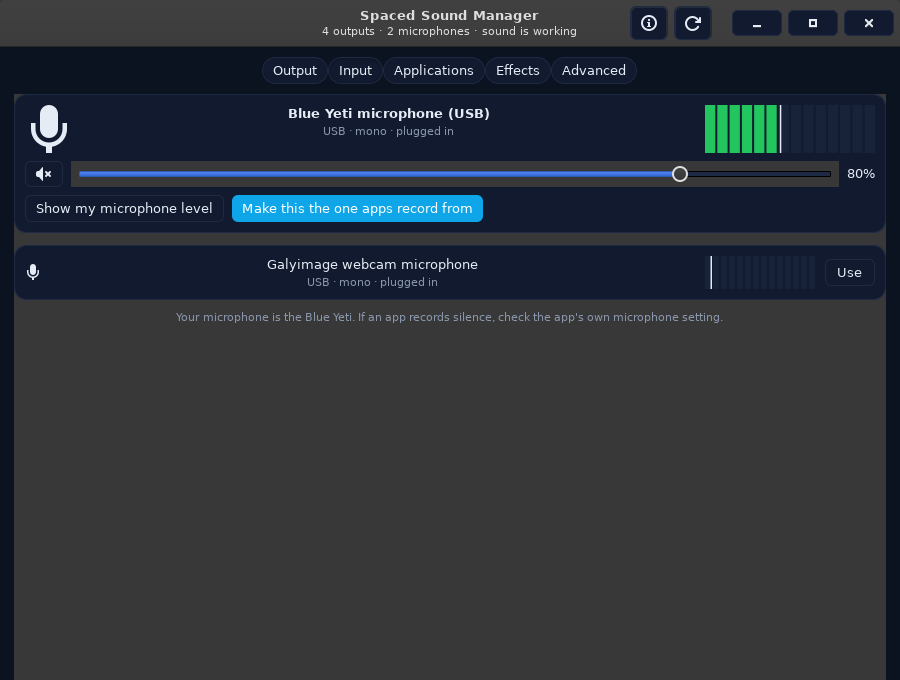 Spaced Sound Manager
4 outputs · 2 microphones · sound is working
Output Input Applications Effects Advanced
Blue Yeti microphone (USB)
USB · mono · plugged in
80%
Show my microphone level Make this the one apps record from
Galyimage webcam microphone
USB · mono · plugged in
Use
Your microphone is the Blue Yeti. If an app records silence, check the app's own microphone setting.